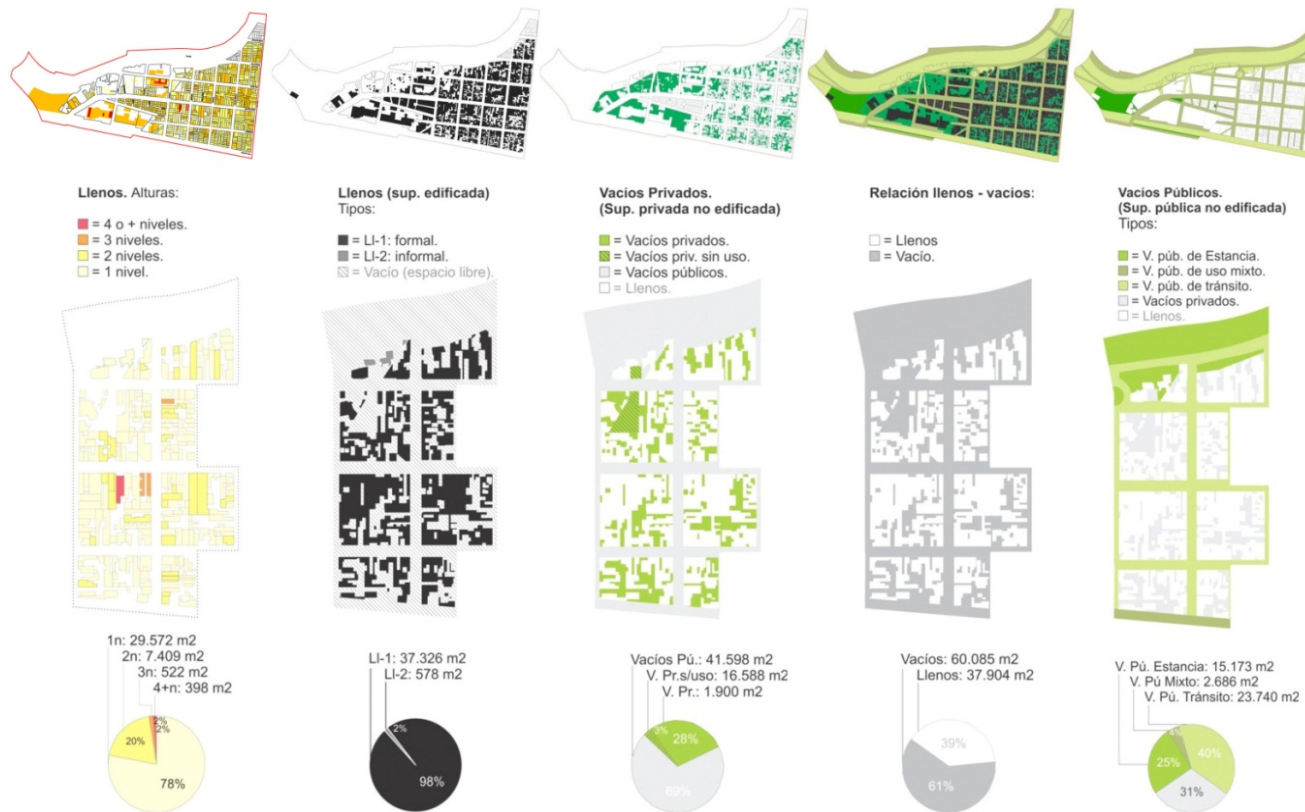 Llenos. Alturas:
= 4 o + niveles.
= 3 niveles.
= 2 niveles.
= 1 nivel.
Llenos (sup. edificada)
Tipos:
= Ll-1: formal.
= Ll-2: informal.
= Vacío (espacio libre).
Vacíos Privados.
(Sup. privada no edificada)
= Vacíos privados.
= Vacíos priv. sin uso.
= Vacíos públicos.
= Llenos.
Relación llenos - vacíos:
= Llenos
= Vacío.
Vacíos Públicos.
(Sup. pública no edificada)
Tipos:
= V. púb. de Estancia.
= V. púb. de uso mixto.
= V. púb. de tránsito.
= Vacíos privados.
= Llenos.
1n: 29.572 m2
2n: 7.409 m2
3n: 522 m2
4+n: 398 m2
2%
2%
20%
78%
Ll-1: 37.326 m2
Ll-2: 578 m2
2%
98%
Vacíos Pú.: 41.598 m2
V. Pr.s/uso: 16.588 m2
V. Pr.: 1.900 m2
3%
28%
69%
Vacíos: 60.085 m2
Llenos: 37.904 m2
39%
61%
V. Pú. Estancia: 15.173 m2
V. Pú Mixto: 2.686 m2
V. Pú. Tránsito: 23.740 m2
4%
40%
25%
31%